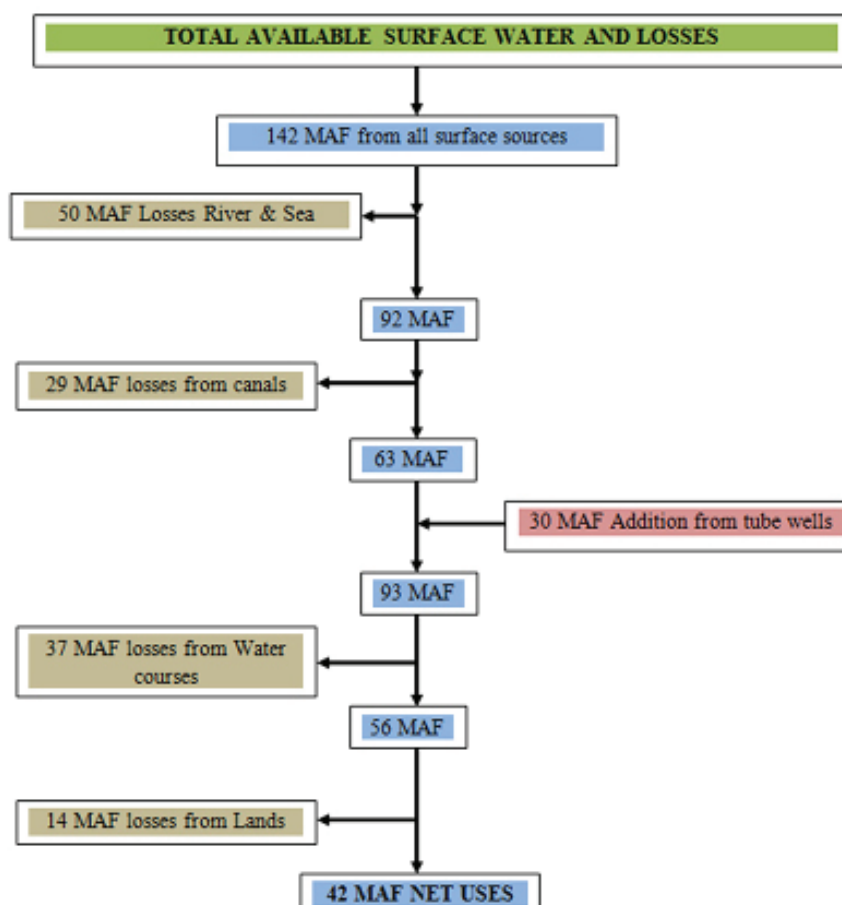 TOTAL AVAILABLE SURFACE WATER AND LOSSES
142 MAF from all surface sources
50 MAF Losses River & Sea
92 MAF
29 MAF losses from canals
63 MAF
30 MAF Addition from tube wells
93 MAF
37 MAF losses from Water
courses
56 MAF
14 MAF losses from Lands
42 MAF NET USES